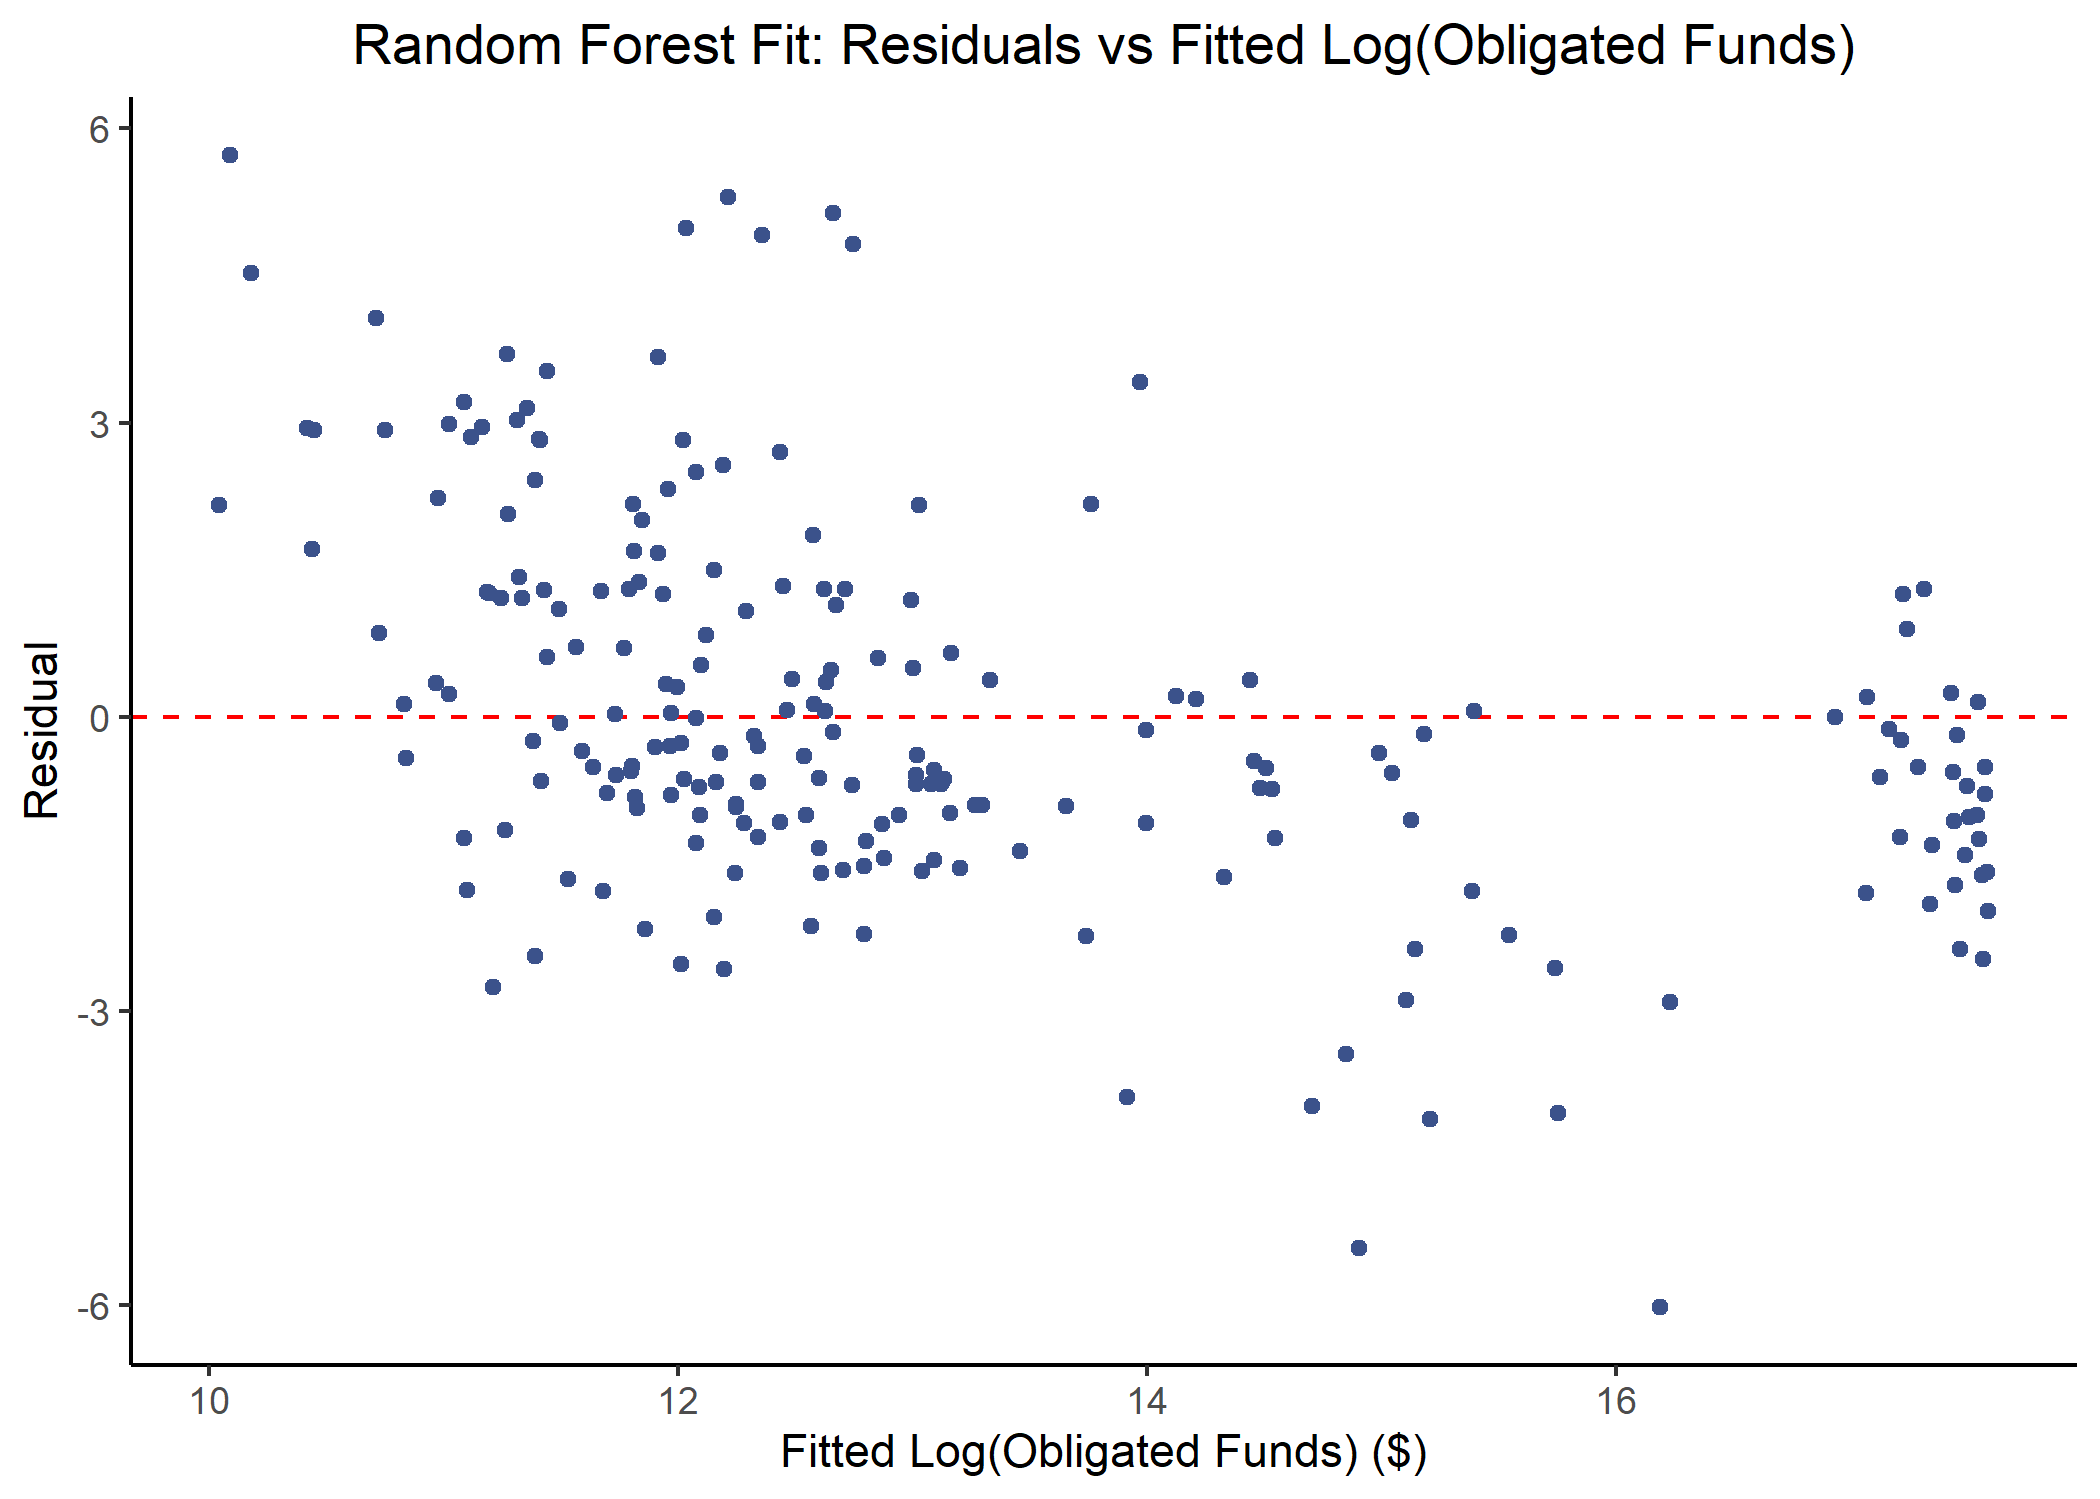 Random Forest Fit: Residuals vs Fitted Log(Obligated Funds)
6
3
0
-3
-6
Residual
10 12 14 16
Fitted Log(Obligated Funds) ($)